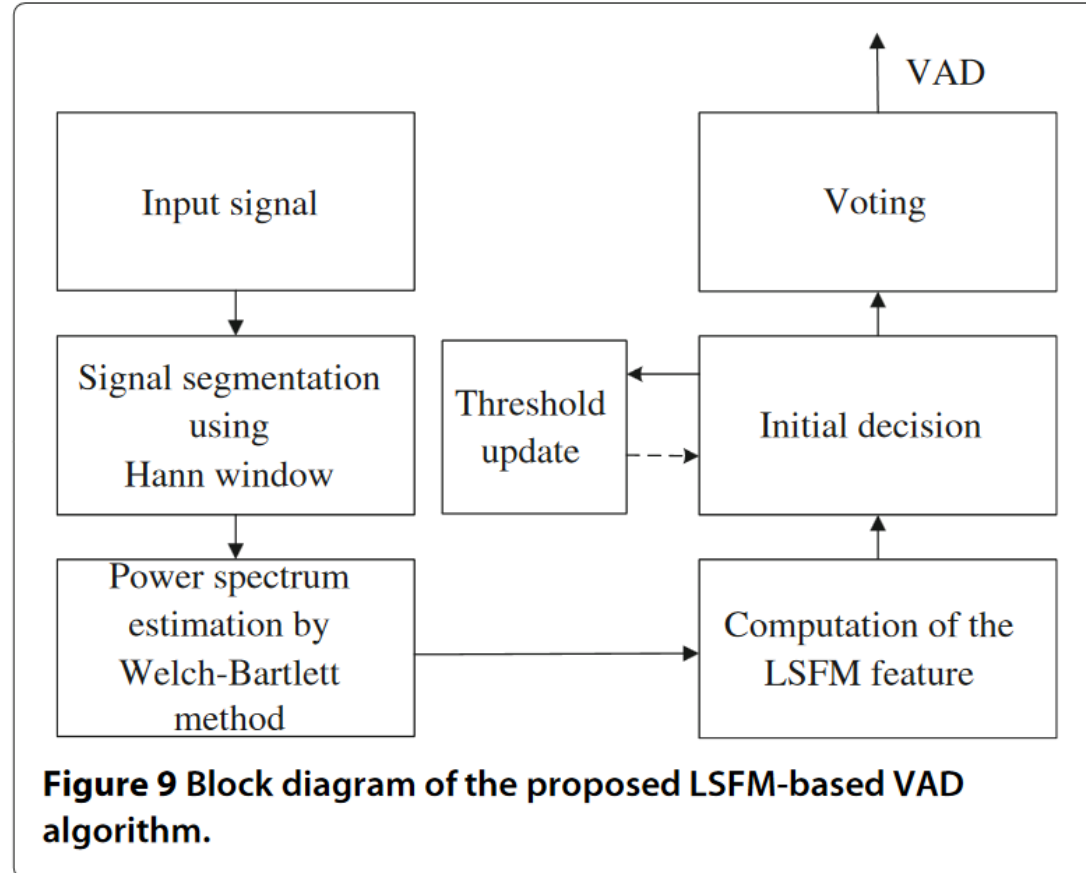 VAD
Input signal
Voting
Signal segmentation
using
Hann window
Threshold
update
Initial decision
Power spectrum
estimation by
Welch-Bartlett
method
Computation of the
LSFM feature
Figure 9 Block diagram of the proposed LSFM-based VAD
algorithm.